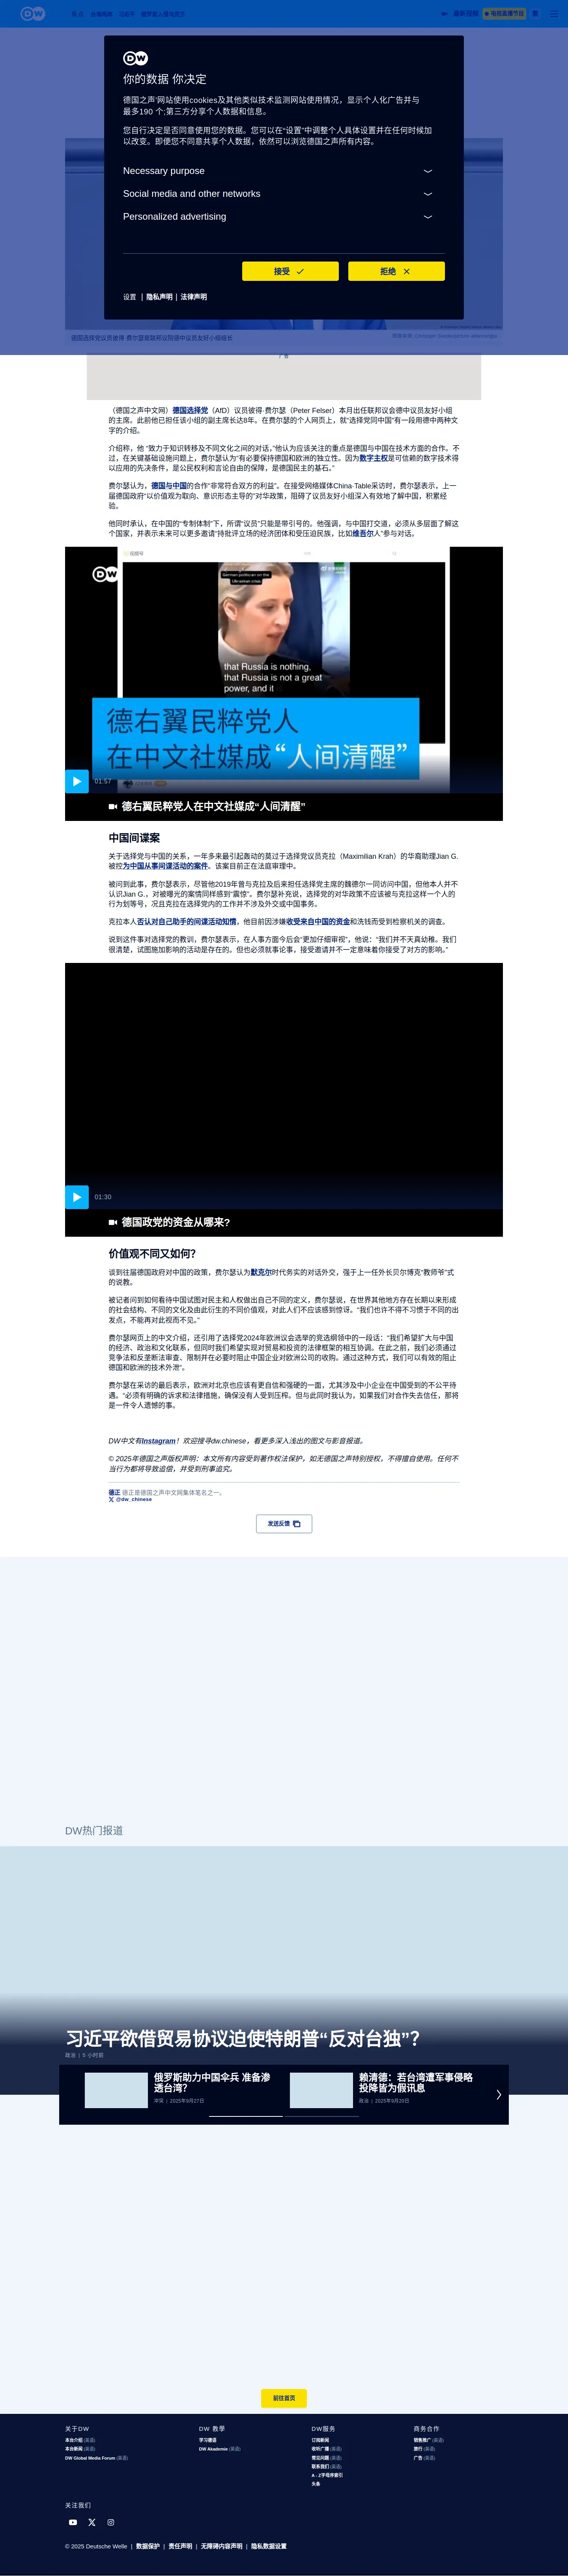 DW
热点
台海局势
习近平
俄罗斯入侵乌克兰
最新视频
电视直播节目
DW
你的数据 你决定
德国之声’网站使用cookies及其他类似技术监测网站使用情况，显示个人化广告并与
最多190 个;第三方分享个人数据和信息。
您自行决定是否同意使用您的数据。您可以在“设置”中调整个人具体设置并在任何时候加
以改变。即使您不同意共享个人数据，依然可以浏览德国之声所有内容。
Necessary purpose
Social media and other networks
Personalized advertising
接受
拒绝
设置 | 隐私声明 | 法律声明
德国选择党议员彼得·费尔瑟是联邦议院德中议员友好小组组长
广告
（德国之声中文网）德国选择党（AfD）议员彼得·费尔瑟（Peter Felser）本月出任联邦议会德中议员友好小组
的主席。此前他已担任该小组的副主席长达8年。在费尔瑟的个人网页上，就“选择党同中国”有一段用德中两种文
字的介绍。
介绍称，他 “致力于知识转移及不同文化之间的对话。”他认为应该关注的重点是德国与中国在技术方面的合作。不
过，在关键基础设施问题上，费尔瑟认为“有必要保持德国和欧洲的独立性。因为数字主权是可信赖的数字技术得
以应用的先决条件，是公民权利和言论自由的保障，是德国民主的基石。”
费尔瑟认为，德国与中国的合作“非常符合双方的利益”。在接受网络媒体China·Table采访时，费尔瑟表示，上一
届德国政府“以价值观为取向、意识形态主导的”对华政策，阻碍了议员友好小组深入有效地了解中国，积累经
验。
他同时承认，在中国的“专制体制”下，所谓“议员”只能是带引号的。他强调，与中国打交道，必须从多层面了解这
个国家，并表示未来可以更多邀请“持批评立场的经济团体和受压迫民族，比如维吾尔人”参与对话。
DW
视频号
German politician on the
Ukrainian crisis
that Russia is nothing,
that Russia is not a great
power, and it
德右翼民粹党人
在中文社媒成“人间清醒”
01:57
德右翼民粹党人在中文社媒成“人间清醒”
中国间谍案
关于选择党与中国的关系，一年多来最引起轰动的莫过于选择党议员克拉（Maximilian Krah）的华裔助理Jian G.
被控为中国从事间谍活动的案件。该案目前正在法庭审理中。
被问到此事，费尔瑟表示，尽管他2019年曾与克拉及后来担任选择党主席的魏德尔一同访问中国，但他本人并不
认识Jian G.，对被曝光的案情同样感到“震惊”。费尔瑟补充说，选择党的对华政策不应该被与克拉这样一个人的
行为划等号，况且克拉在选择党内的工作并不涉及外交或中国事务。
克拉本人否认对自己助手的间谍活动知情，他目前因涉嫌收受来自中国的资金和洗钱而受到检察机关的调查。
说到这件事对选择党的教训，费尔瑟表示，在人事方面今后会“更加仔细审视”，他说：“我们并不天真幼稚。我们
很清楚，试图施加影响的活动是存在的。但也必须就事论事，接受邀请并不一定意味着你接受了对方的影响。”
01:30
德国政党的资金从哪来?
价值观不同又如何?
谈到往届德国政府对中国的政策，费尔瑟认为默克尔时代务实的对话外交，强于上一任外长贝尔博克“教师爷”式
的说教。
被记者问到如何看待中国试图对民主和人权做出自己不同的定义，费尔瑟说，在世界其他地方存在长期以来形成
的社会结构、不同的文化及由此衍生的不同价值观，对此人们不应该感到惊讶。“我们也许不得不习惯于不同的出
发点，不能再对此视而不见。”
费尔瑟网页上的中文介绍，还引用了选择党2024年欧洲议会选举的竞选纲领中的一段话：“我们希望扩大与中国
的经济、政治和文化联系，但同时我们希望实现对贸易和投资的法律框架的相互协调。在此之前，我们必须通过
竞争法和反垄断法审查、限制并在必要时阻止中国企业对欧洲公司的收购。通过这种方式，我们可以有效的阻止
德国和欧洲的技术外泄”。
费尔瑟在采访的最后表示，欧洲对北京也应该有更自信和强硬的一面，尤其涉及中小企业在中国受到的不公平待
遇。“必须有明确的诉求和法律措施，确保没有人受到压榨。但与此同时我认为，如果我们对合作失去信任，那将
是一件令人遗憾的事。
DW中文有Instagram！欢迎搜寻dw.chinese，看更多深入浅出的图文与影音报道。
© 2025年德国之声版权声明：本文所有内容受到著作权法保护，如无德国之声特别授权，不得擅自使用。任何不
当行为都将导致追偿，并受到刑事追究。
德正 德正是德国之声中文网集体笔名之一。
@dw_chinese
发送反馈
DW热门报道
习近平欲借贸易协议迫使特朗普“反对台独”?
政治 | 5 小时前
俄罗斯助力中国伞兵 准备渗
透台湾?
冲突 | 2025年9月27日
赖清德：若台湾遭军事侵略
投降皆为假讯息
政治 | 2025年9月20日
前往首页
关于DW
本台介绍 (英语)
本台新闻 (英语)
DW Global Media Forum (英语)
DW 教學
学习德语
DW Akademie (英语)
DW服务
订阅新闻
收听广播 (英语)
常见问题 (英语)
联系我们 (英语)
A - Z字母序索引
头条
商务合作
销售推广 (英语)
旅行 (英语)
广告 (英语)
关注我们
© 2025 Deutsche Welle | 数据保护 | 责任声明 | 无障碍内容声明 | 隐私数据设置